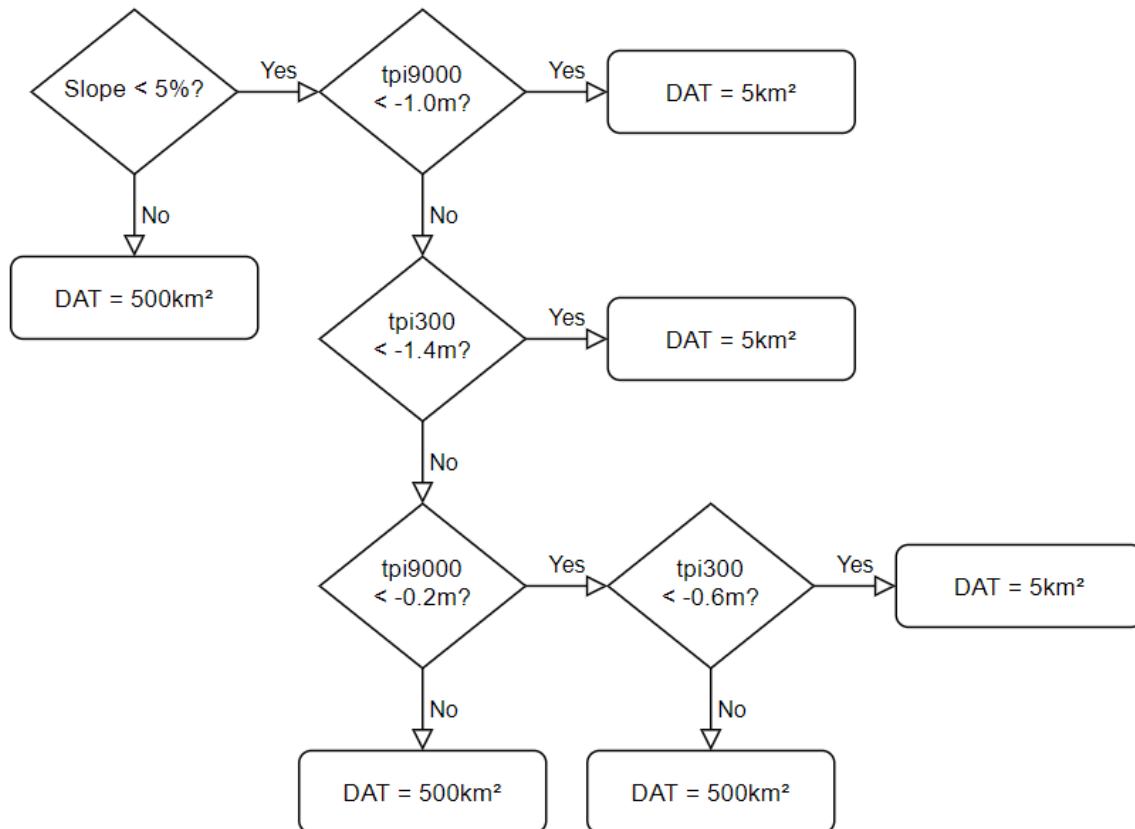 Slope < 5%?
Yes
tpi9000
< -1.0m?
Yes
DAT = 5km²
No
No
DAT = 500km²
tpi300
< -1.4m?
Yes
DAT = 5km²
No
tpi9000
< -0.2m?
Yes
tpi300
< -0.6m?
Yes
DAT = 5km²
No
No
DAT = 500km²
DAT = 500km²